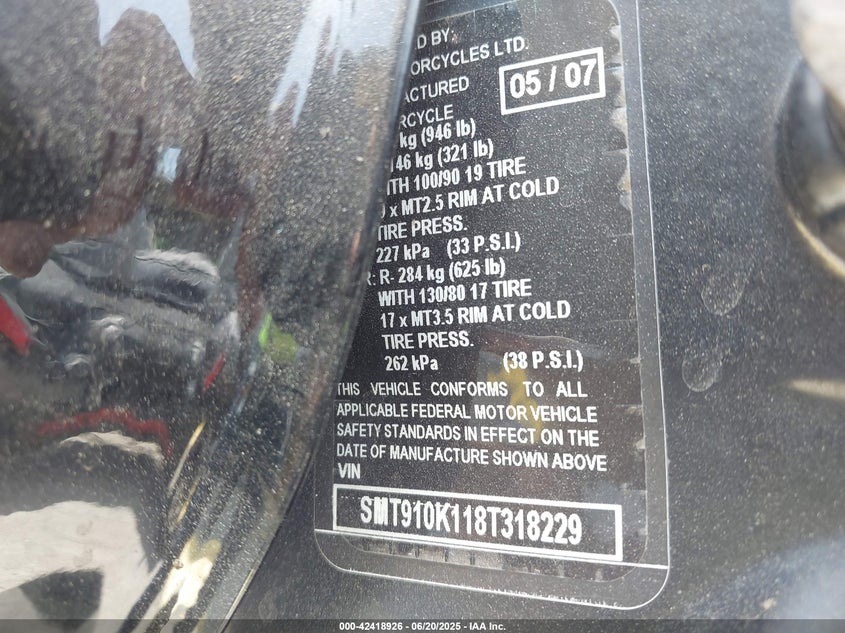 D BY:
ORCYCLES LTD.
ACTURED 05 / 07
RCYCLE
kg (946 lb)
146 kg (321 lb)
ITH 100/90 19 TIRE
x MT2.5 RIM AT COLD
TIRE PRESS.
227 kPa (33 P.S.I.)
R: R- 284 kg (625 lb)
WITH 130/80 17 TIRE
17 x MT3.5 RIM AT COLD
TIRE PRESS.
262 kPa (38 P.S.I.)
THIS VEHICLE CONFORMS TO ALL
APPLICABLE FEDERAL MOTOR VEHICLE
SAFETY STANDARDS IN EFFECT ON THE
DATE OF MANUFACTURE SHOWN ABOVE
VIN
SMT910K118T318229
000-42418926 - 06/20/2025 - IAA Inc.